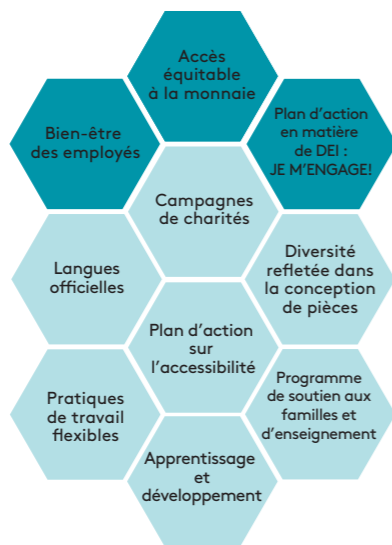 Accès
équitable
à la monnaie
Bien-être
des employés
Plan d’action
en matière
de DEI :
JE M’ENGAGE!
Campagnes
de charités
Langues
officielles
Diversité
refletée dans
la conception
de pièces
Plan d’action
sur
l’accessibilité
Pratiques
de travail
flexibles
Programme
de soutien aux
familles et
d’enseignement
Apprentissage
et
développement